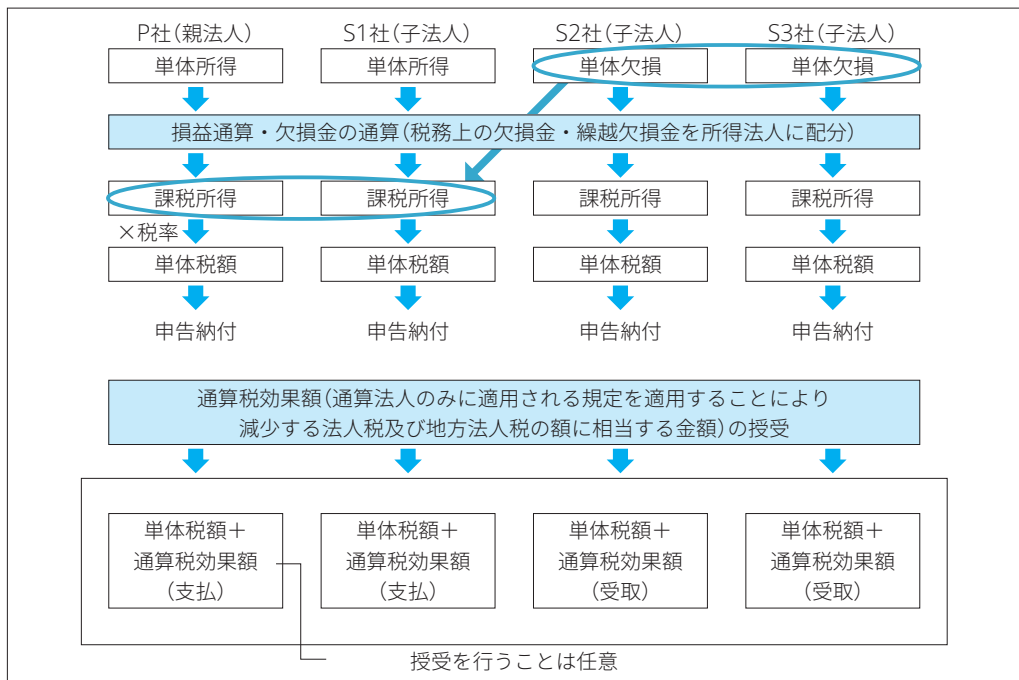 P社(親法人) S1社(子法人) S2社(子法人) S3社(子法人)
単体所得 単体所得 単体欠損 単体欠損
損益通算・欠損金の通算(税務上の欠損金・繰越欠損金を所得法人に配分)
課税所得 課税所得 課税所得 課税所得
×税率
単体税額 単体税額 単体税額 単体税額
申告納付 申告納付 申告納付 申告納付
通算税効果額(通算法人のみに適用される規定を適用することにより
減少する法人税及び地方法人税の額に相当する金額)の授受
単体税額+ 単体税額+ 単体税額+ 単体税額+
通算税効果額 通算税効果額 通算税効果額 通算税効果額
(支払) (支払) (受取) (受取)
授受を行うことは任意